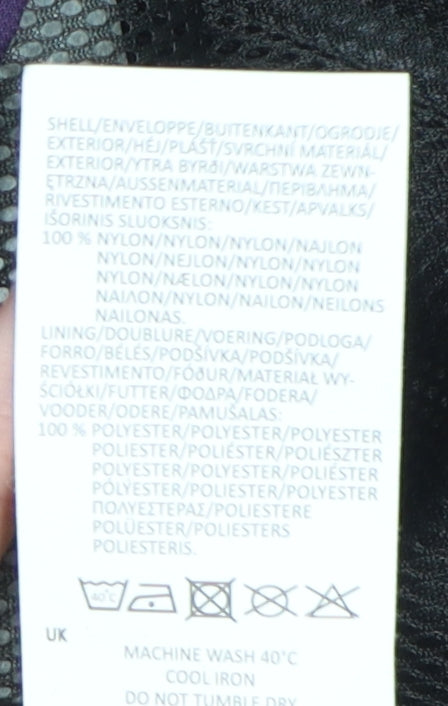 SHELL/ENVELOPPE/BUITENKANT/OGRODJE/
EXTERIOR/HÉJ/PLÁŠŤ/SVRCHNÍ MATERIÁL/
EXTERIOR/YTRA BYRÐI/WARSTWA ZEWN-
ĘTRZNA/AUSSENMATERIAL/ΠΕΡΙΒΛΗΜΑ/
RIVESTIMENTO ESTERNO/KEST/APVALKS/
IŠORINIS SLUOKSNIS:
100 % NYLON/NYLON/NYLON/NAJLON
NYLON/NEJLON/NYLON/NYLON
NYLON/NÆLON/NYLON/NYLON
ΝΑΙΛΟΝ/NYLON/NAILON/NEILONS
NAILONAS.
LINING/DOUBLURE/VOERING/PODLOGA/
FORRO/BÉLÉS/PODŠÍVKA/PODŠÍVKA/
REVESTIMENTO/FÓÐUR/MATERIAŁ WY-
ŚCIÓŁKI/FUTTER/ΦΟΔΡΑ/FODERA/
VOODER/ODERE/PAMUŠALAS:
100 % POLYESTER/POLYESTER/POLYESTER
POLIESTER/POLIÉSTER/POLIÉSZTER
POLYESTER/POLYESTER/POLIÉSTER
PÓLÝESTER/POLIESTER/POLYESTER
ΠΟΛΥΕΣΤΕΡΑΣ/POLIESTERE
POLÜESTER/POLIESTERS
POLIESTERIS.
40°C
UK
MACHINE WASH 40°C
COOL IRON
DO NOT TUMBLE DRY